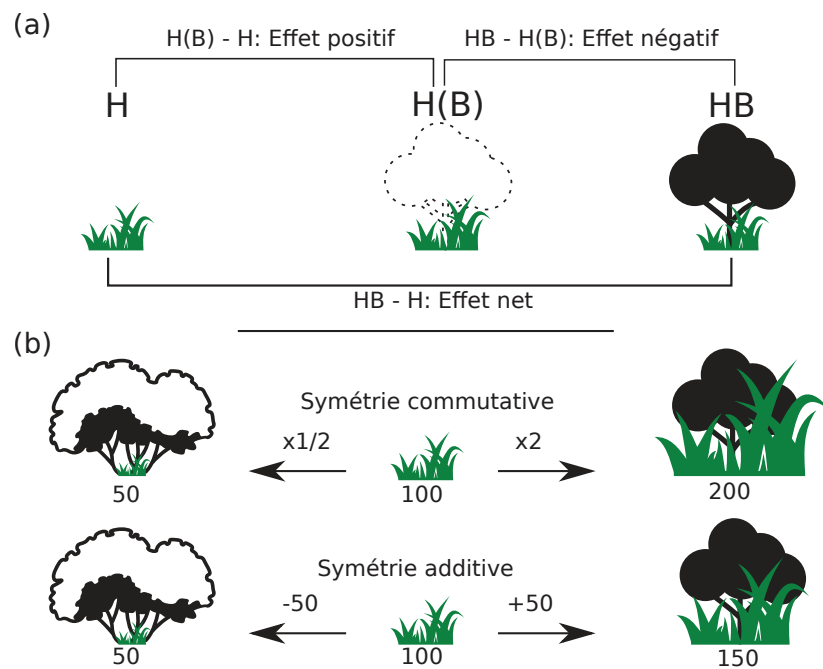 (a)
H(B) - H: Effet positif
HB - H(B): Effet négatif
H
H(B)
HB
HB - H: Effet net
(b)
Symétrie commutative
x1/2
x2
50
100
200
Symétrie additive
-50
+50
50
100
150